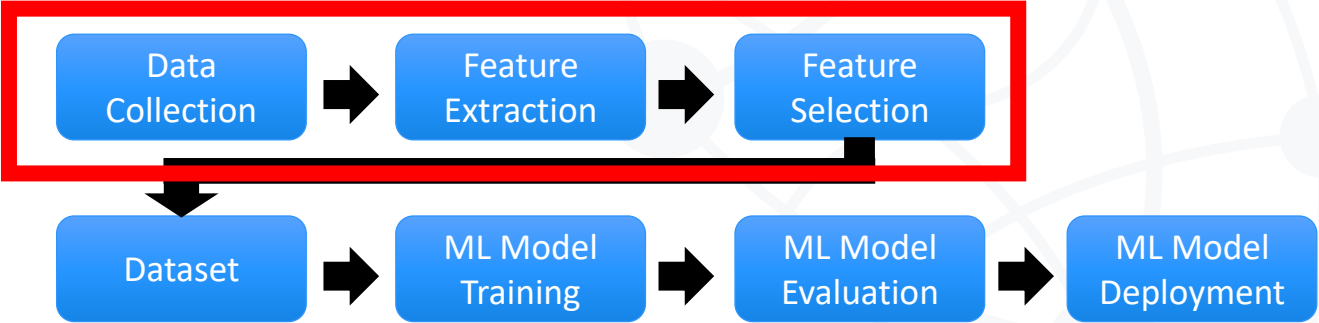 Data
Collection
Feature
Extraction
Feature
Selection
Dataset
ML Model
Training
ML Model
Evaluation
ML Model
Deployment